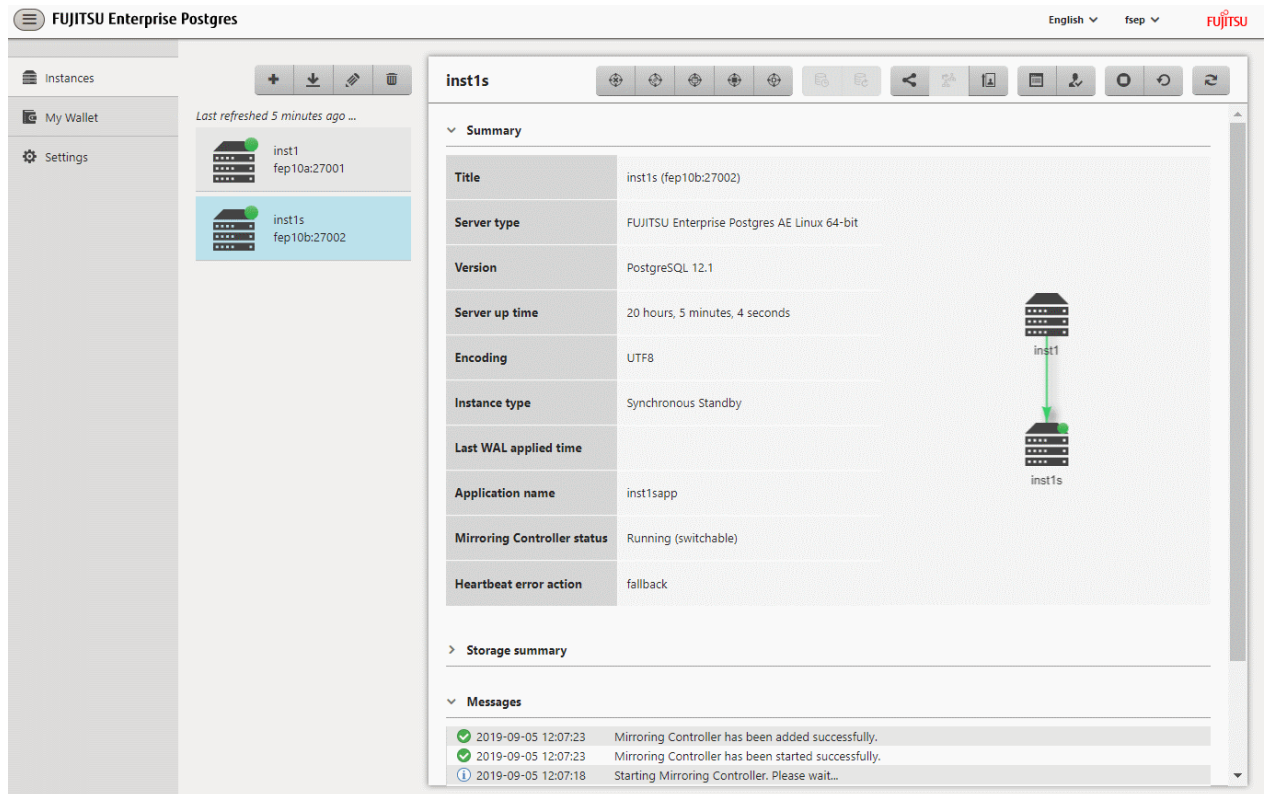 FUJITSU Enterprise Postgres
English
fsep
FUJITSU
Instances
My Wallet
Settings
Last refreshed 5 minutes ago ...
inst1
fep10a:27001
inst1s
fep10b:27002
inst1s
Summary
Title inst1s (fep10b:27002)
Server type FUJITSU Enterprise Postgres AE Linux 64-bit
Version PostgreSQL 12.1
Server up time 20 hours, 5 minutes, 4 seconds
Encoding UTF8
Instance type Synchronous Standby
Last WAL applied time
Application name inst1sapp
Mirroring Controller status Running (switchable)
Heartbeat error action fallback
inst1
inst1s
Storage summary
Messages
2019-09-05 12:07:23 Mirroring Controller has been added successfully.
2019-09-05 12:07:23 Mirroring Controller has been started successfully.
2019-09-05 12:07:18 Starting Mirroring Controller. Please wait...